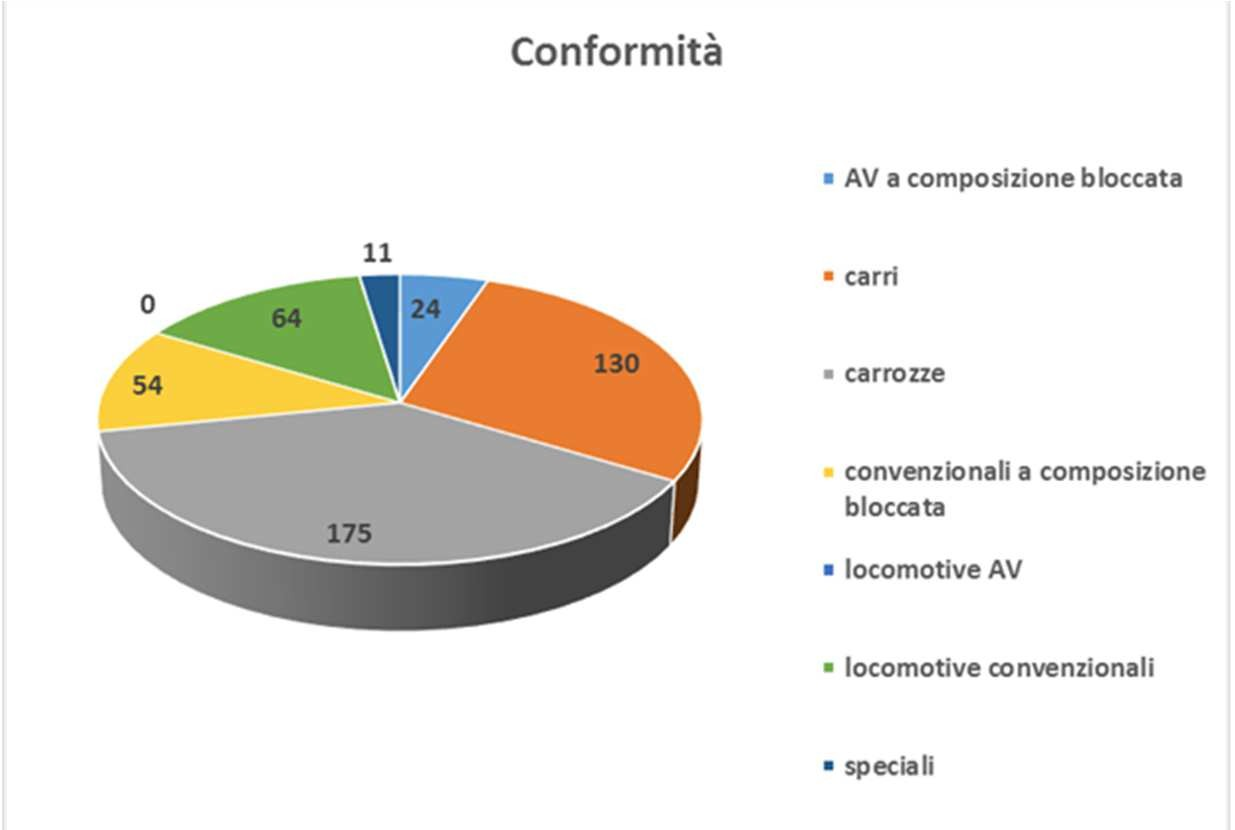 Conformità
11
24
0
64
130
54
175
AV a composizione bloccata
carri
carrozze
convenzionali a composizione
bloccata
locomotive AV
locomotive convenzionali
speciali